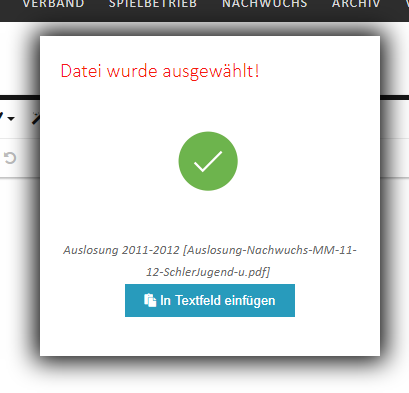 VERBAND SPIELBETRIEB NACHWUCHS ARCHIV
Datei wurde ausgewählt!
Auslosung 2011-2012 [Auslosung-Nachwuchs-MM-11-
12-SchlerJugend-u.pdf]
In Textfeld einfügen